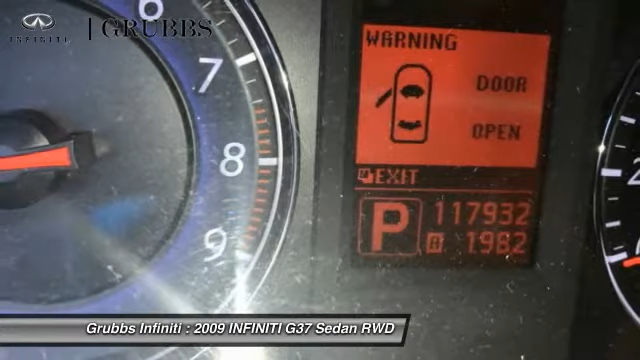 INFINITI | GRUBBS
6
7
8
9
WARNING
DOOR
OPEN
EXIT
P 117932
A 1982
Grubbs Infiniti : 2009 INFINITI G37 Sedan RWD